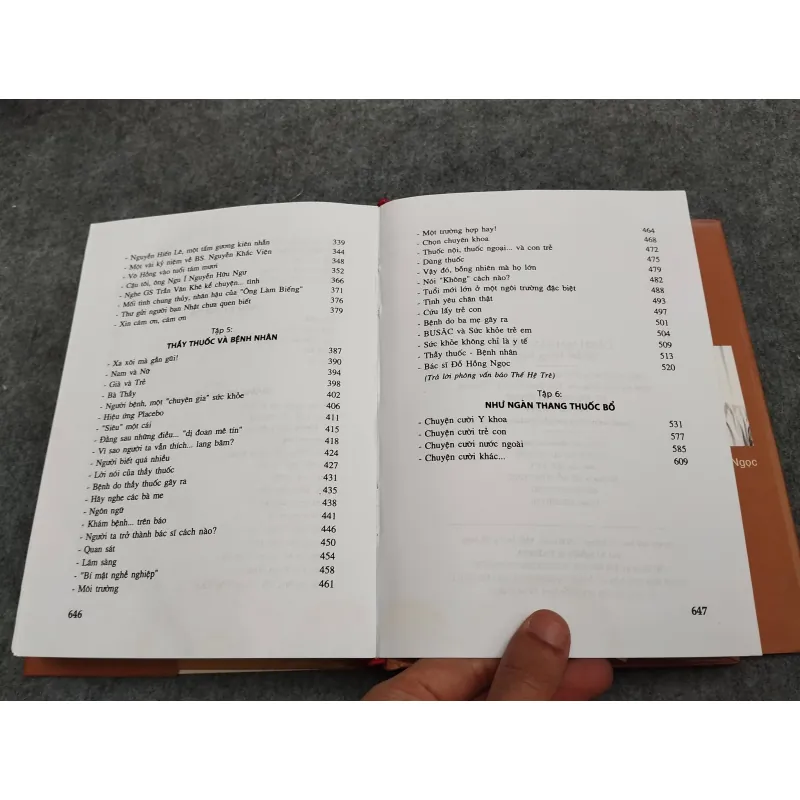 - Nguyễn Hiến Lê, một tấm gương kiên nhẫn 339
- Một vài kỷ niệm về BS. Nguyễn Khắc Viện 344
- Võ Hồng vào tuổi tám mươi 348
- Cậu tôi, ông Ngu Í Nguyễn Hữu Ngư 352
- Nghe GS Trần Văn Khê kể chuyện... tình 366
- Mối tình chung thủy, nhân hậu của "Ông Làm Biếng" 371
- Thư gửi người bạn Nhật chưa quen biết 376
- Xin cảm ơn, cảm ơn 379
Tập 5:
THẦY THUỐC VÀ BỆNH NHÂN
- Xa xôi mà gần gũi! 387
- Nam và Nữ 390
- Già và Trẻ 394
- Bà Thầy 398
- Người bệnh, một "chuyên gia" sức khỏe 402
- Hiệu ứng Placebo 406
- "Siêu" một cái 411
- Đằng sau những điều... "dị đoan mê tín" 415
- Vì sao người ta vẫn thích... lang băm? 418
- Người biết quá nhiều 424
- Lời nói của thầy thuốc 427
- Bệnh do thầy thuốc gây ra 431
- Hãy nghe các bà mẹ 435
- Ngôn ngữ 438
- Khám bệnh... trên báo 441
- Người ta trở thành bác sĩ cách nào? 446
- Quan sát 450
- Lâm sàng 454
- "Bí mật nghề nghiệp" 458
- Môi trường 461
646
- Một trường hợp hay! 464
- Chọn chuyên khoa 468
- Thuốc nội, thuốc ngoại... và con trẻ 472
- Dùng thuốc 475
- Vậy đó, bỗng nhiên mà họ lớn 479
- Nói "Không" cách nào? 482
- Tuổi mới lớn ở một ngôi trường đặc biệt 488
- Tình yêu chân thật 493
- Cứu lấy trẻ con 497
- Bệnh do ba mẹ gây ra 501
- BUSĂC và Sức khỏe trẻ em 504
- Sức khỏe không chỉ là y tế 509
- Thầy thuốc - Bệnh nhân 513
- Bác sĩ Đỗ Hồng Ngọc 520
(Trả lời phỏng vấn báo Thế Hệ Trẻ)
Tập 6:
NHƯ NGÀN THANG THUỐC BỔ
- Chuyện cười Y khoa 531
- Chuyện cười trẻ con 577
- Chuyện cười nước ngoài 585
- Chuyện cười khác... 609
647
Ngọc